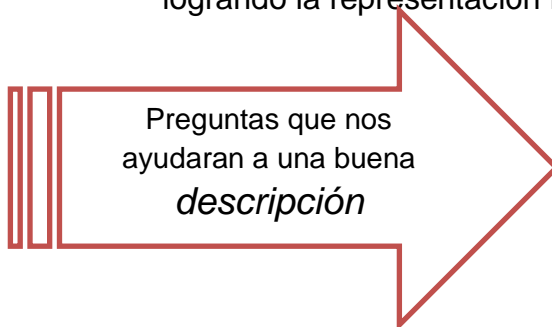 logrando la representación
Preguntas que nos
ayudaran a una buena
descripción